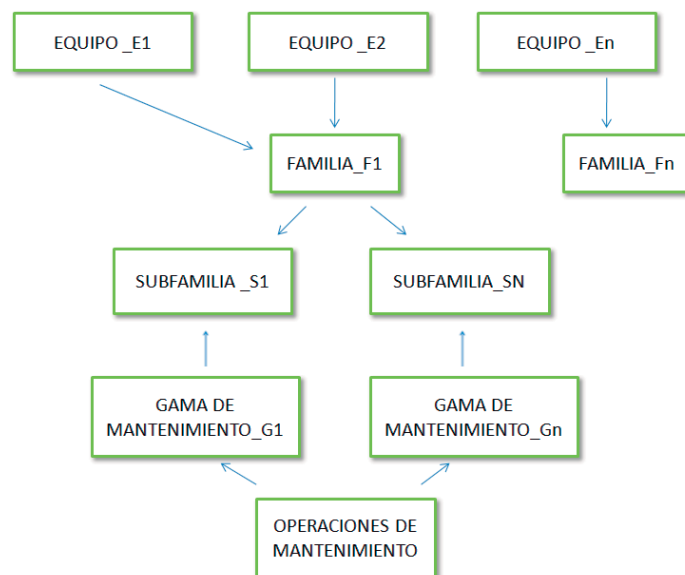 EQUIPO _E1
EQUIPO _E2
EQUIPO _En
FAMILIA_F1
FAMILIA_Fn
SUBFAMILIA _S1
SUBFAMILIA_SN
GAMA DE
MANTENIMIENTO_G1
GAMA DE
MANTENIMIENTO_Gn
OPERACIONES DE
MANTENIMIENTO